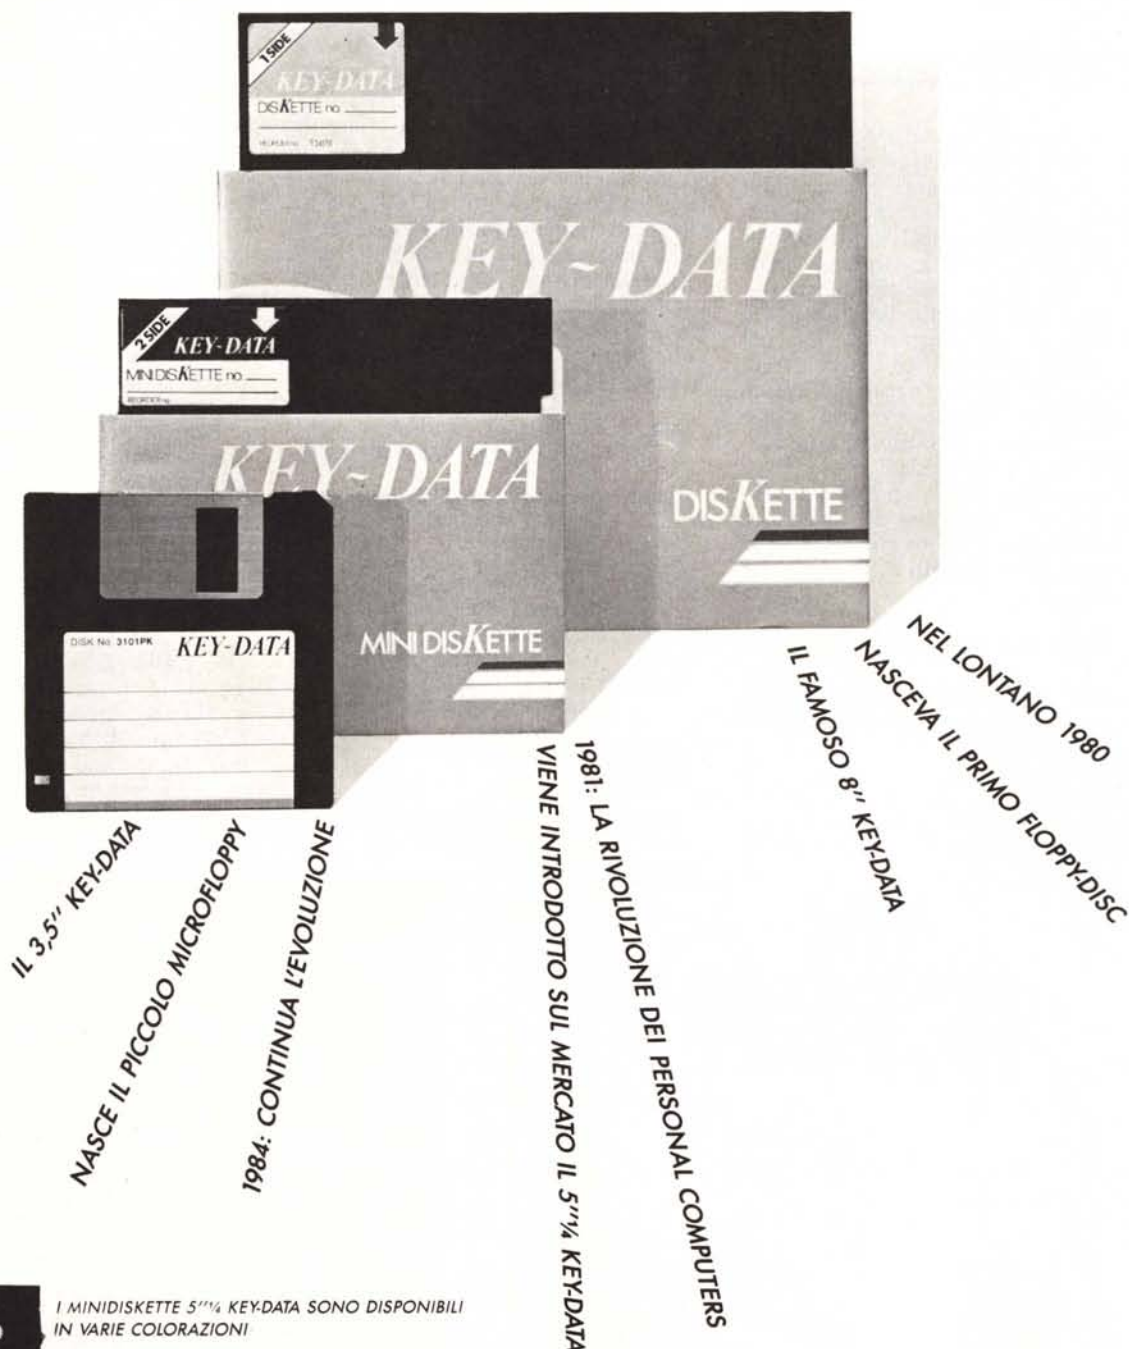 1 SIDE
KEY-DATA
DISKETTE no.
KEY~DATA
2 SIDE
KEY-DATA
MINIDISKETTE no.
REORDER no.
KEY~DATA
DISKETTE
DISK No. 3101PK KEY-DATA
MINI DISKETTE
NEL LONTANO 1980
NASCEVA IL PRIMO FLOPPY-DISC
IL FAMOSO 8" KEY-DATA
1981: LA RIVOLUZIONE DEI PERSONAL COMPUTERS
VIENE INTRODOTTO SUL MERCATO IL 5"¼ KEY-DATA
1984: CONTINUA L'EVOLUZIONE
NASCE IL PICCOLO MICROFLOPPY
IL 3,5" KEY-DATA
I MINIDISKETTE 5"¼ KEY-DATA SONO DISPONIBILI
IN VARIE COLORAZIONI